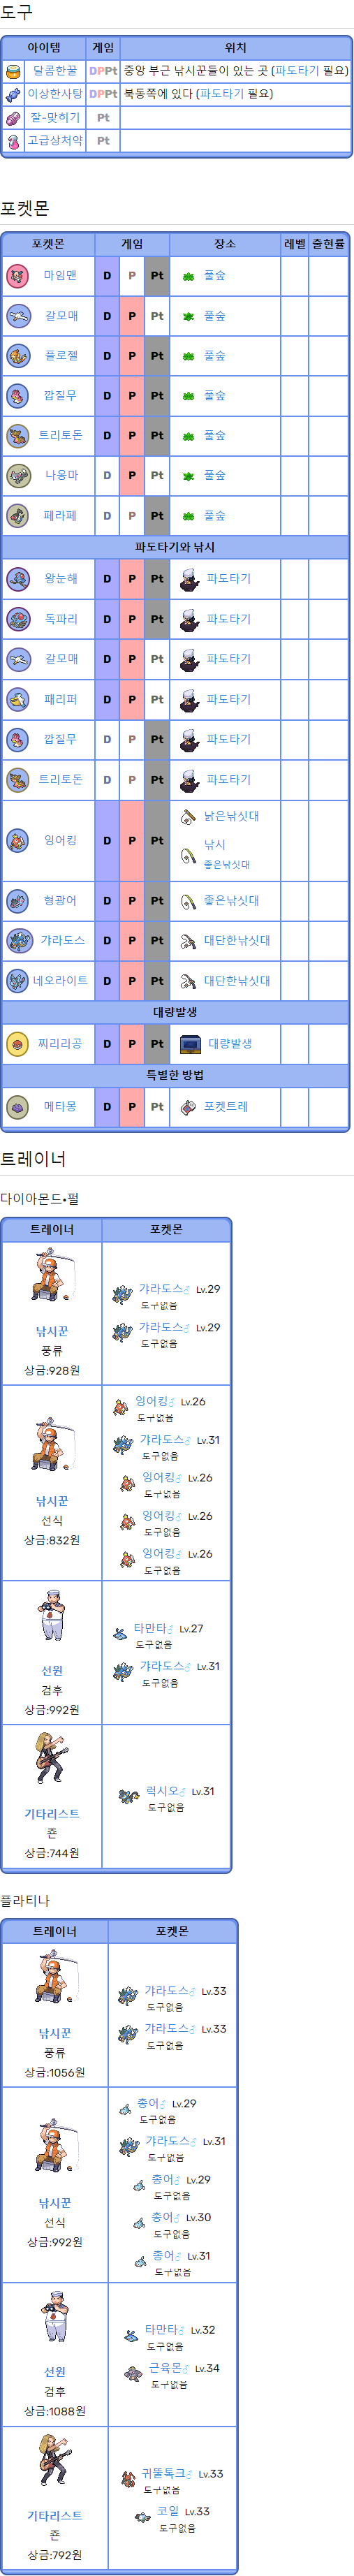 도구
아이템 게임 위치
달콤한꿀 DPPt 중앙 부근 낚시꾼들이 있는 곳 (파도타기 필요)
이상한사탕 DPPt 북동쪽에 있다 (파도타기 필요)
잘-맞히기 Pt
고급상처약 Pt
포켓몬
포켓몬 게임 장소 레벨 출현률
마임맨 D P Pt 풀숲
갈모매 D P Pt 풀숲
플로젤 D P Pt 풀숲
깝질무 D P Pt 풀숲
트리토돈 D P Pt 풀숲
나옹마 D P Pt 풀숲
페라페 D P Pt 풀숲
파도타기와 낚시
왕눈해 D P Pt 파도타기
독파리 D P Pt 파도타기
갈모매 D P Pt 파도타기
패리퍼 D P Pt 파도타기
깝질무 D P Pt 파도타기
트리토돈 D P Pt 파도타기
잉어킹 D P Pt 낡은낚싯대
낚시
좋은낚싯대
형광어 D P Pt 좋은낚싯대
갸라도스 D P Pt 대단한낚싯대
네오라이트 D P Pt 대단한낚싯대
대량발생
찌리리공 D P Pt 대량발생
특별한 방법
메타몽 D P Pt 포켓트레
트레이너
다이아몬드•펄
트레이너 포켓몬
낚시꾼
풍류
상금:928원
갸라도스♂ Lv.29
도구없음
갸라도스♂ Lv.29
도구없음
낚시꾼
선식
상금:832원
잉어킹♂ Lv.26
도구없음
갸라도스♂ Lv.31
도구없음
잉어킹♂ Lv.26
도구없음
잉어킹♂ Lv.26
도구없음
잉어킹♂ Lv.26
도구없음
선원
검후
상금:992원
타만타♂ Lv.27
도구없음
갸라도스♂ Lv.31
도구없음
기타리스트
죤
상금:744원
럭시오♂ Lv.31
도구없음
플라티나
트레이너 포켓몬
낚시꾼
풍류
상금:1056원
갸라도스♂ Lv.33
도구없음
갸라도스♂ Lv.33
도구없음
낚시꾼
선식
상금:992원
총어♂ Lv.29
도구없음
갸라도스♂ Lv.31
도구없음
총어♂ Lv.29
도구없음
총어♂ Lv.30
도구없음
총어♂ Lv.31
도구없음
선원
검후
상금:1088원
타만타♂ Lv.32
도구없음
근육몬♂ Lv.34
도구없음
기타리스트
죤
상금:792원
귀뚤톡크♂ Lv.33
도구없음
코일 Lv.33
도구없음